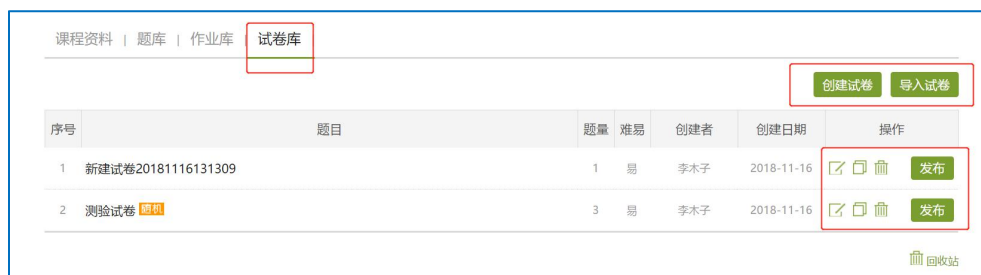 课程资料 | 题库 | 作业库 | 试卷库
创建试卷 导入试卷
序号 题目 题量 难易 创建者 创建日期 操作
1 新建试卷20181116131309 1 易 李木子 2018-11-16 发布
2 测验试卷 随机 3 易 李木子 2018-11-16 发布
回收站